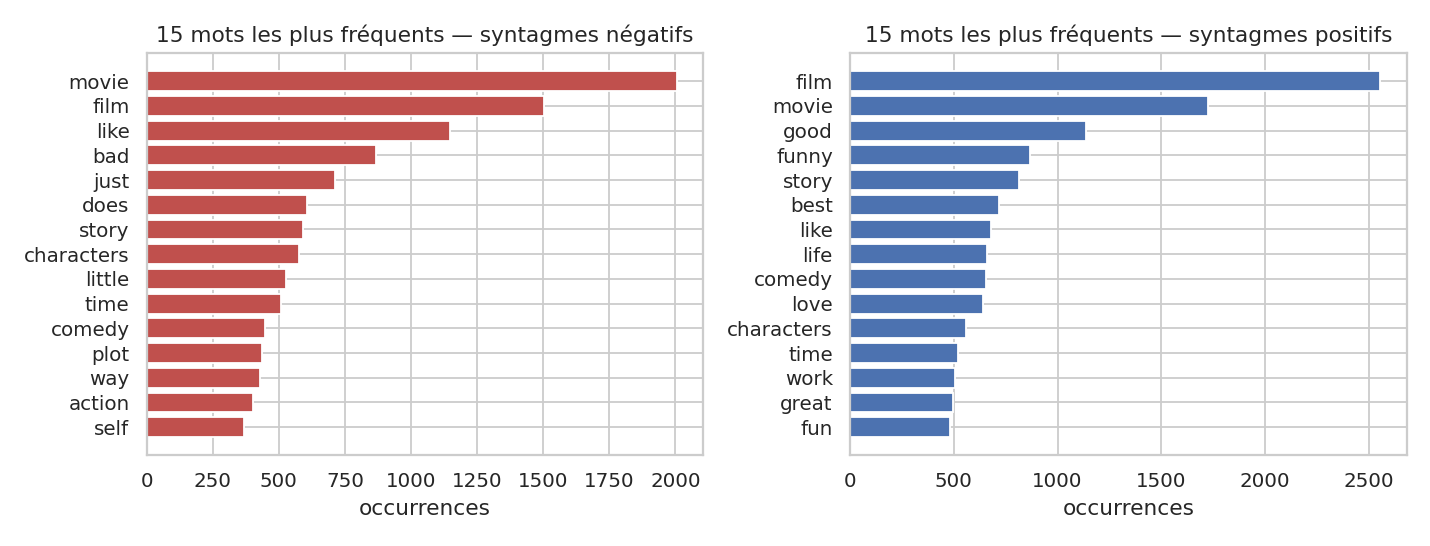 15 mots les plus fréquents — syntagmes négatifs
movie
film
like
bad
just
does
story
characters
little
time
comedy
plot
way
action
self
0 250 500 750 1000 1250 1500 1750 2000
occurrences
15 mots les plus fréquents — syntagmes positifs
film
movie
good
funny
story
best
like
life
comedy
love
characters
time
work
great
fun
0 500 1000 1500 2000 2500
occurrences